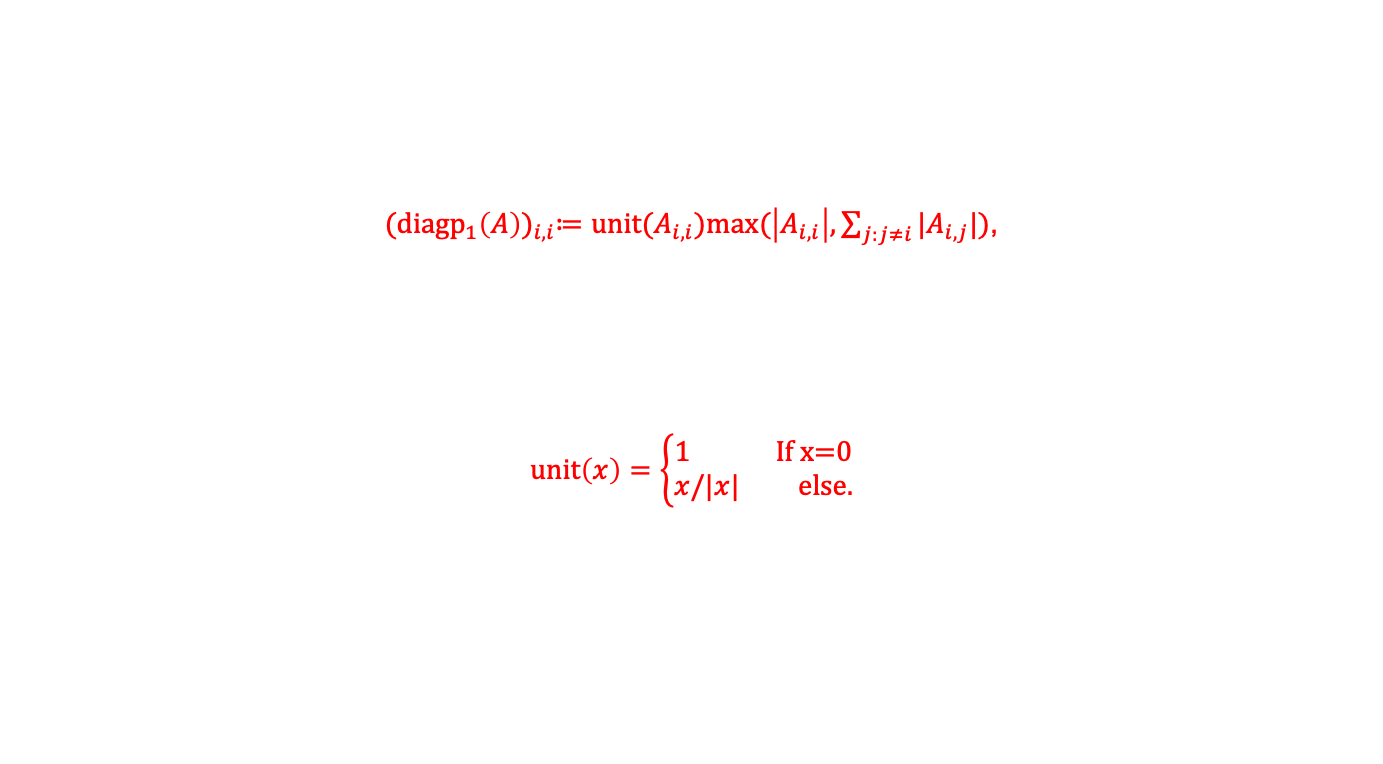 (diagp₁(A))ᵢ,ᵢ≔ unit(Aᵢ,ᵢ)max(|Aᵢ,ᵢ|,∑ⱼ:ⱼ≠ᵢ |Aᵢ,ⱼ|),
unit(x) = {1 If x=0
x/|x| else.